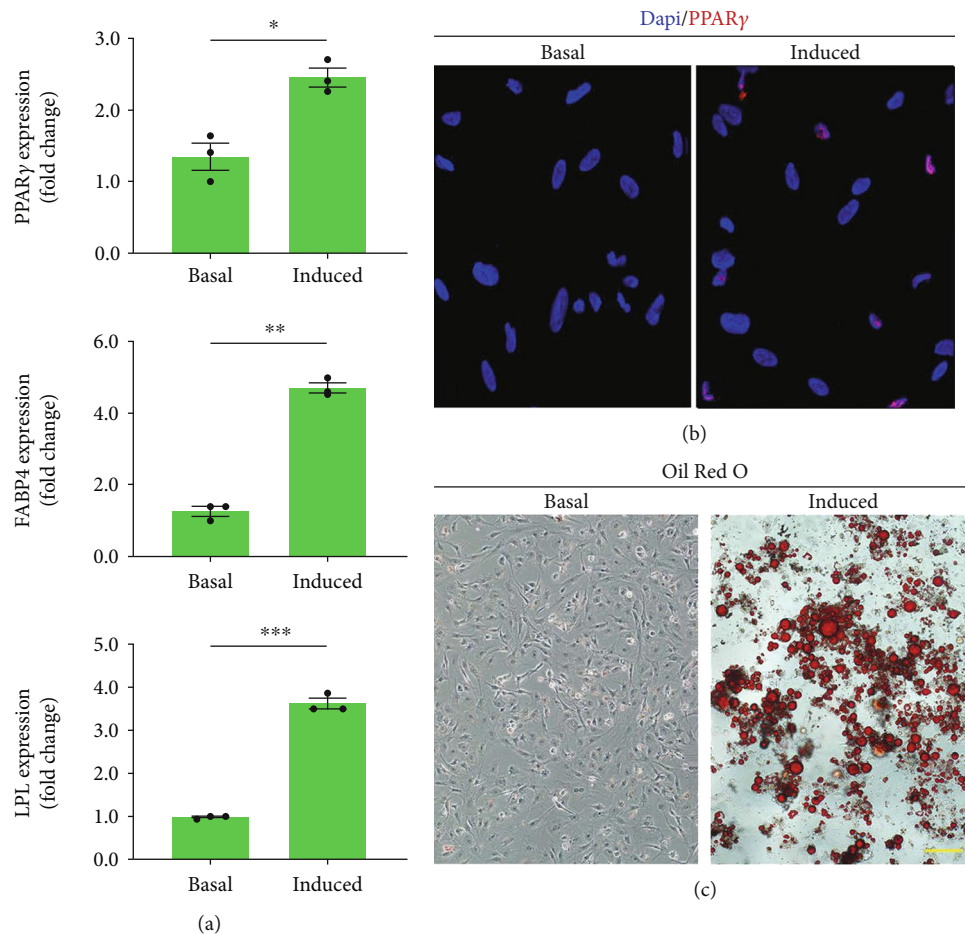 PPARγ expression
(fold change)
3.0
2.0
1.0
0.0
*
Basal Induced
FABP4 expression
(fold change)
6.0
4.0
2.0
0.0
**
Basal Induced
LPL expression
(fold change)
5.0
4.0
3.0
2.0
1.0
0.0
***
Basal Induced
(a)
Dapi/PPARγ
Basal Induced
(b)
Oil Red O
Basal Induced
(c)